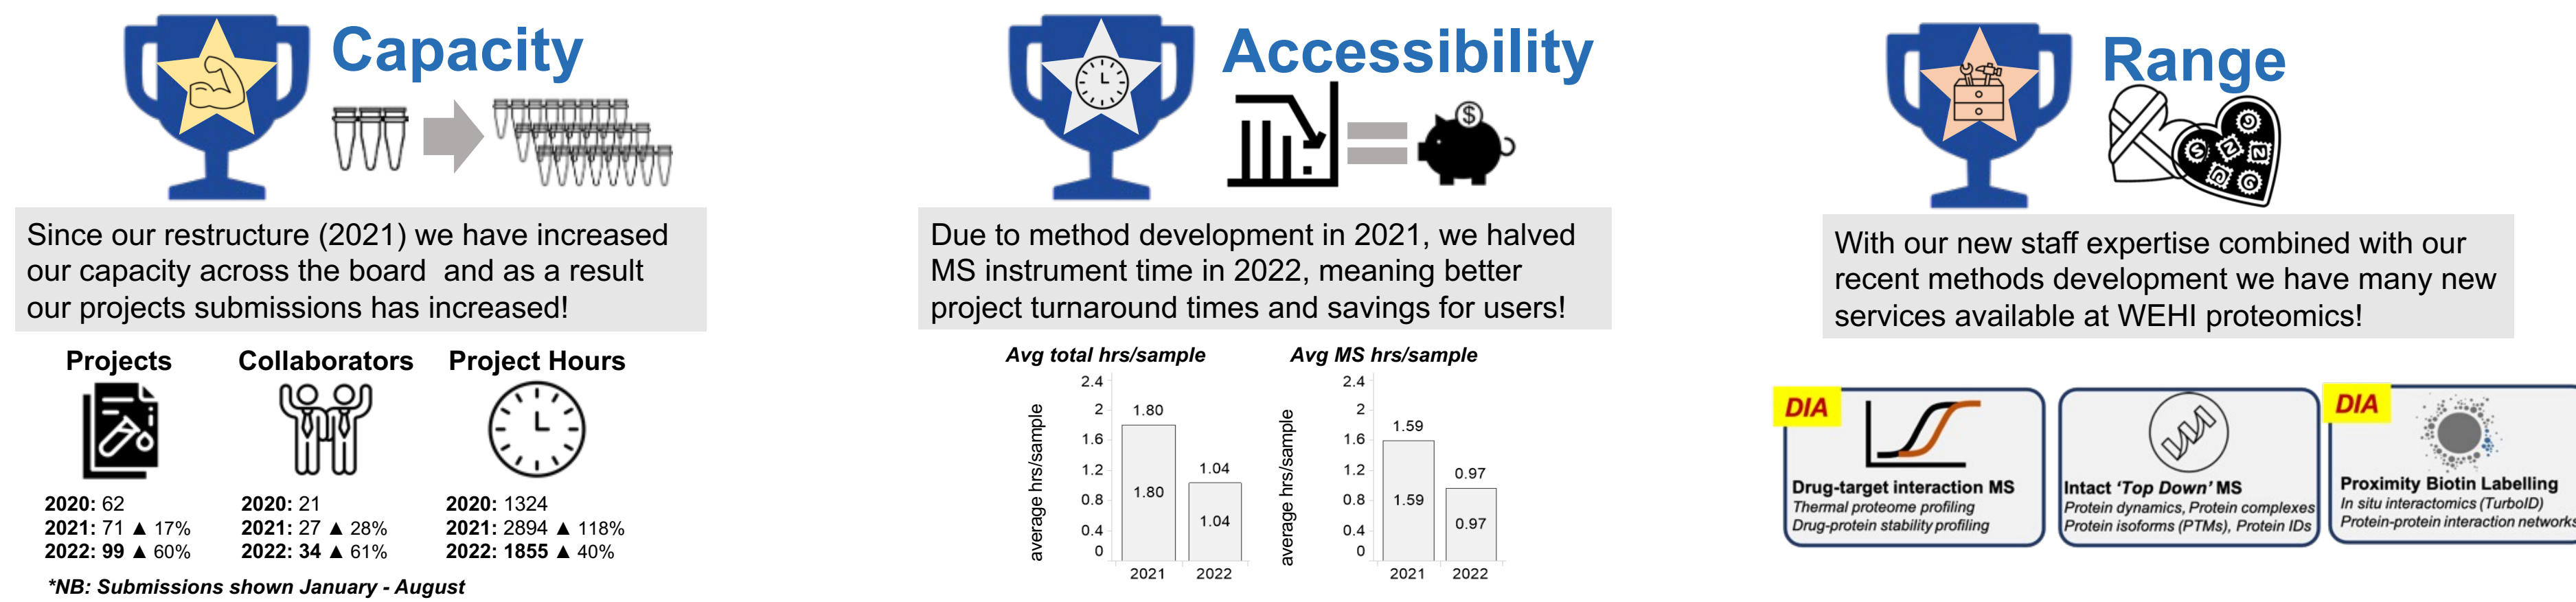 Capacity
Since our restructure (2021) we have increased
our capacity across the board and as a result
our projects submissions has increased!
Projects
2020: 62
2021: 71 ▲ 17%
2022: 99 ▲ 60%
Collaborators
2020: 21
2021: 27 ▲ 28%
2022: 34 ▲ 61%
Project Hours
2020: 1324
2021: 2894 ▲ 118%
2022: 1855 ▲ 40%
*NB: Submissions shown January - August
Accessibility
$
Due to method development in 2021, we halved
MS instrument time in 2022, meaning better
project turnaround times and savings for users!
Avg total hrs/sample
average hrs/sample
2.4
2
1.6
1.2
0.8
0.4
0
1.80
1.80
1.04
1.04
2021
2022
Avg MS hrs/sample
average hrs/sample
2.4
2
1.6
1.2
0.8
0.4
0
1.59
1.59
0.97
0.97
2021
2022
Range
With our new staff expertise combined with our
recent methods development we have many new
services available at WEHI proteomics!
DIA
Drug-target interaction MS
Thermal proteome profiling
Drug-protein stability profiling
Intact ‘Top Down’ MS
Protein dynamics, Protein complexes
Protein isoforms (PTMs), Protein IDs
DIA
Proximity Biotin Labelling
In situ interactomics (TurboID)
Protein-protein interaction networks